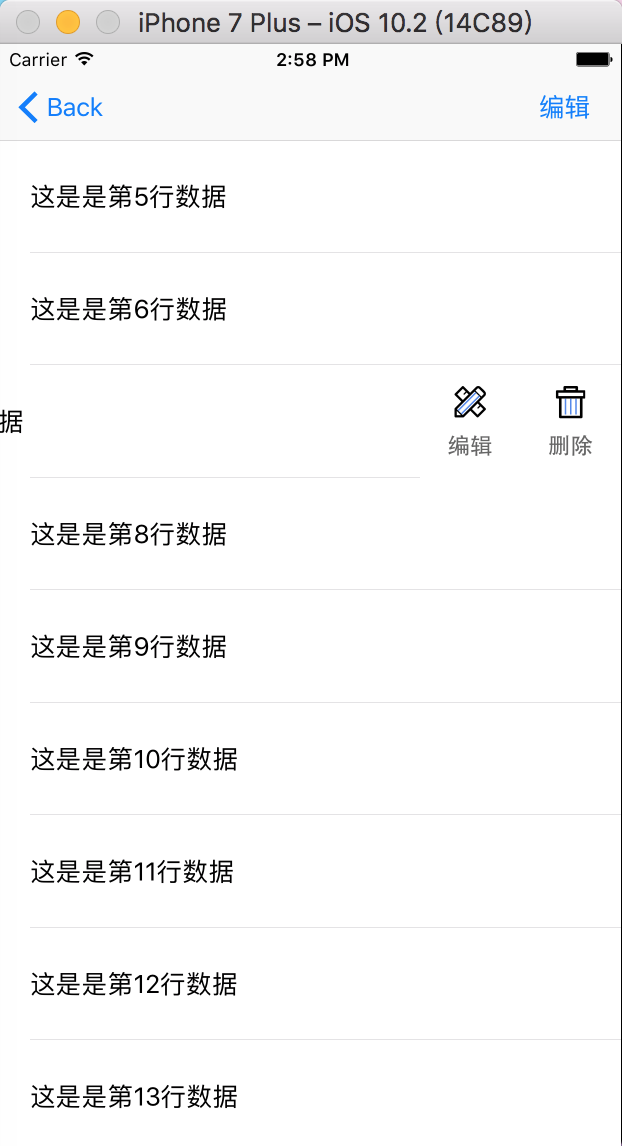 iPhone 7 Plus – iOS 10.2 (14C89)
Carrier 2:58 PM
Back 编辑
这是是第5行数据
这是是第6行数据
据
编辑 删除
这是是第8行数据
这是是第9行数据
这是是第10行数据
这是是第11行数据
这是是第12行数据
这是是第13行数据